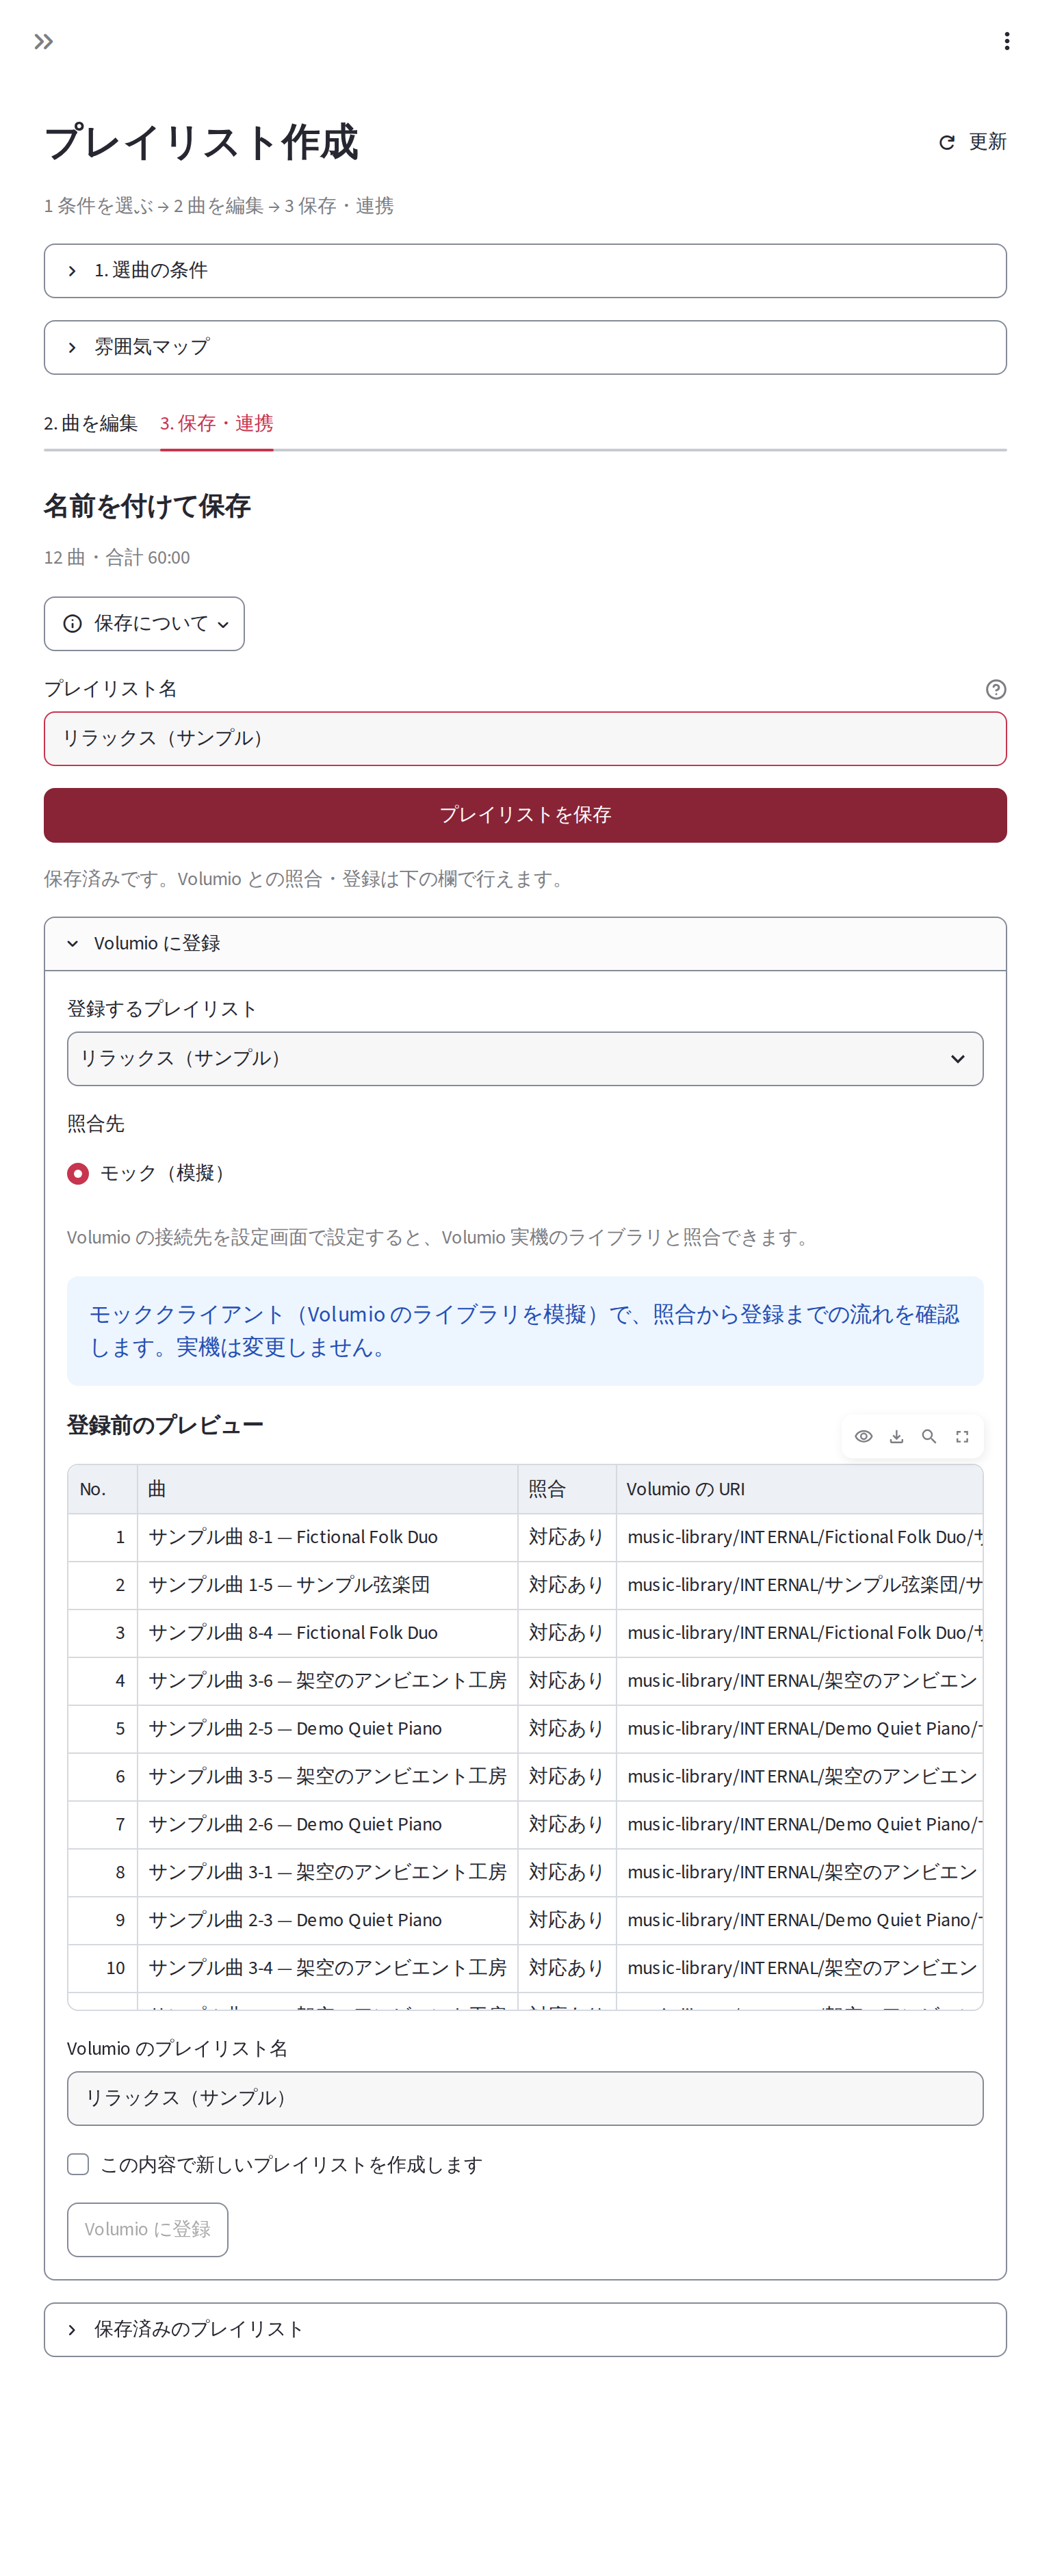 プレイリスト作成
更新
1 条件を選ぶ → 2 曲を編集 → 3 保存・連携
1. 選曲の条件
雰囲気マップ
2. 曲を編集 3. 保存・連携
名前を付けて保存
12 曲・合計 60:00
保存について
プレイリスト名
リラックス（サンプル）
プレイリストを保存
保存済みです。Volumio との照合・登録は下の欄で行えます。
Volumio に登録
登録するプレイリスト
リラックス（サンプル）
照合先
モック（模擬）
Volumio の接続先を設定画面で設定すると、Volumio 実機のライブラリと照合できます。
モッククライアント（Volumio のライブラリを模擬）で、照合から登録までの流れを確認
します。実機は変更しません。
登録前のプレビュー
No. 曲 照合 Volumio の URI
1 サンプル曲 8-1 — Fictional Folk Duo 対応あり music-library/INTERNAL/Fictional Folk Duo/
2 サンプル曲 1-5 — サンプル弦楽団 対応あり music-library/INTERNAL/サンプル弦楽団/サ
3 サンプル曲 8-4 — Fictional Folk Duo 対応あり music-library/INTERNAL/Fictional Folk Duo/
4 サンプル曲 3-6 — 架空のアンビエント工房 対応あり music-library/INTERNAL/架空のアンビエン
5 サンプル曲 2-5 — Demo Quiet Piano 対応あり music-library/INTERNAL/Demo Quiet Piano/
6 サンプル曲 3-5 — 架空のアンビエント工房 対応あり music-library/INTERNAL/架空のアンビエン
7 サンプル曲 2-6 — Demo Quiet Piano 対応あり music-library/INTERNAL/Demo Quiet Piano/
8 サンプル曲 3-1 — 架空のアンビエント工房 対応あり music-library/INTERNAL/架空のアンビエン
9 サンプル曲 2-3 — Demo Quiet Piano 対応あり music-library/INTERNAL/Demo Quiet Piano/
10 サンプル曲 3-4 — 架空のアンビエント工房 対応あり music-library/INTERNAL/架空のアンビエン
Volumio のプレイリスト名
リラックス（サンプル）
この内容で新しいプレイリストを作成します
Volumio に登録
保存済みのプレイリスト